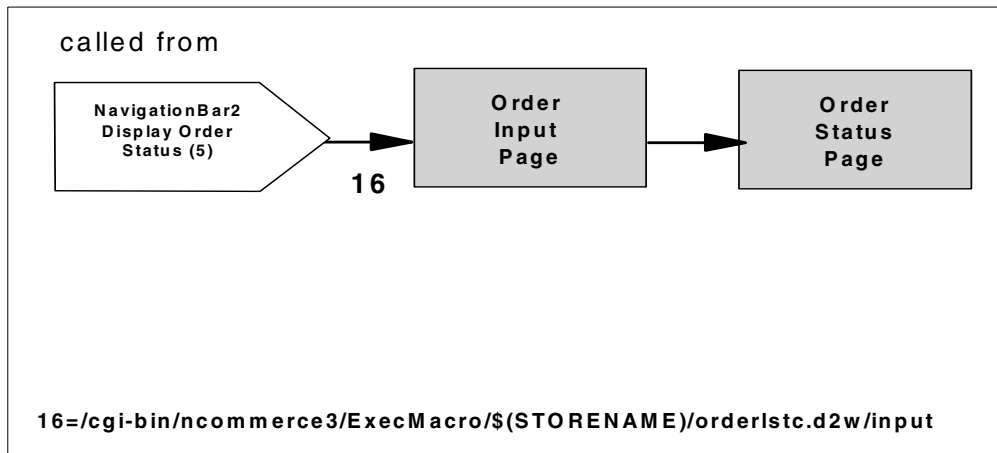 called from
NavigationBar2
Display Order
Status (5)
16
Order
Input
Page
Order
Status
Page
16=/cgi-bin/ncommerce3/ExecMacro/$(STORENAME)/orderlstc.d2w/input